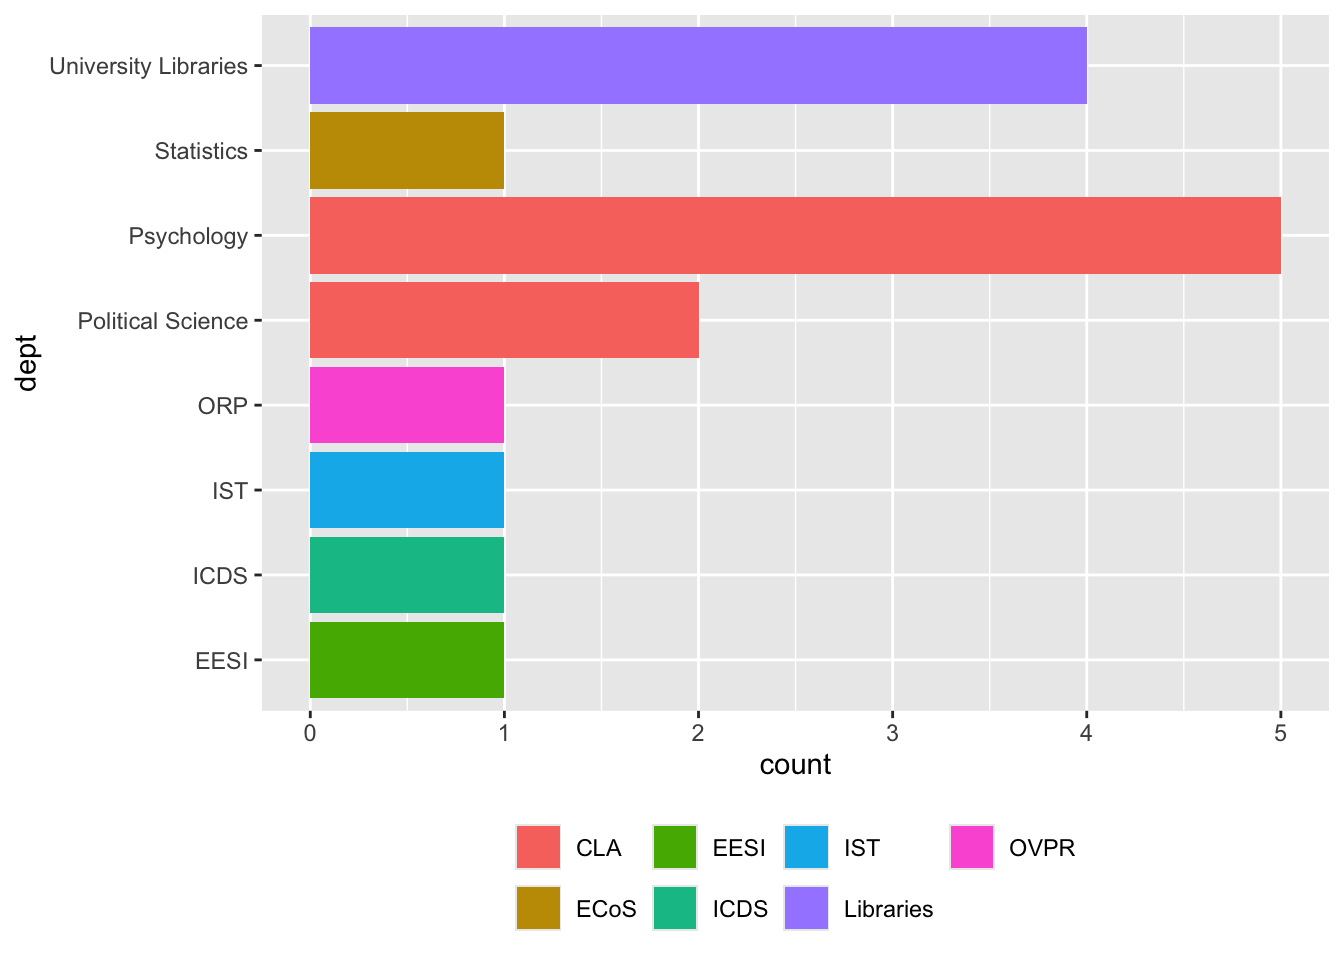 University Libraries
Statistics
Psychology
Political Science
ORP
IST
ICDS
EESI
dept
0 1 2 3 4 5
count
CLA EESI IST OVPR
ECoS ICDS Libraries